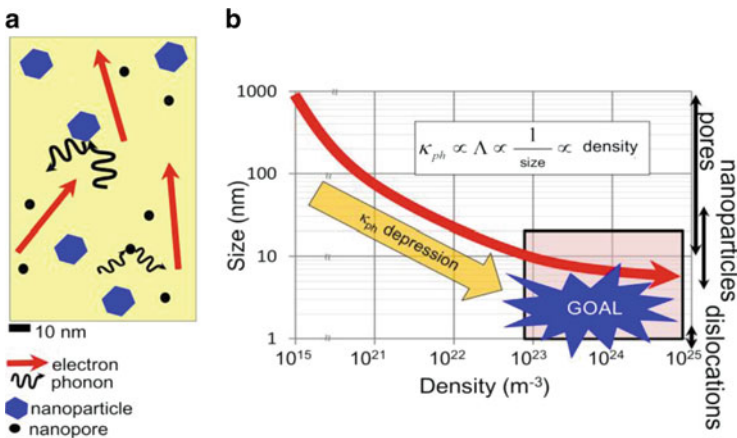 a
10 nm
electron
phonon
nanoparticle
nanopore
b
Size (nm)
1000
100
10
1
κph ∝ Λ ∝ 1/size ∝ density
κph depression
GOAL
10^15
10^21
10^22
10^23
10^24
10^25
Density (m^-3)
pores
nanoparticles
dislocations